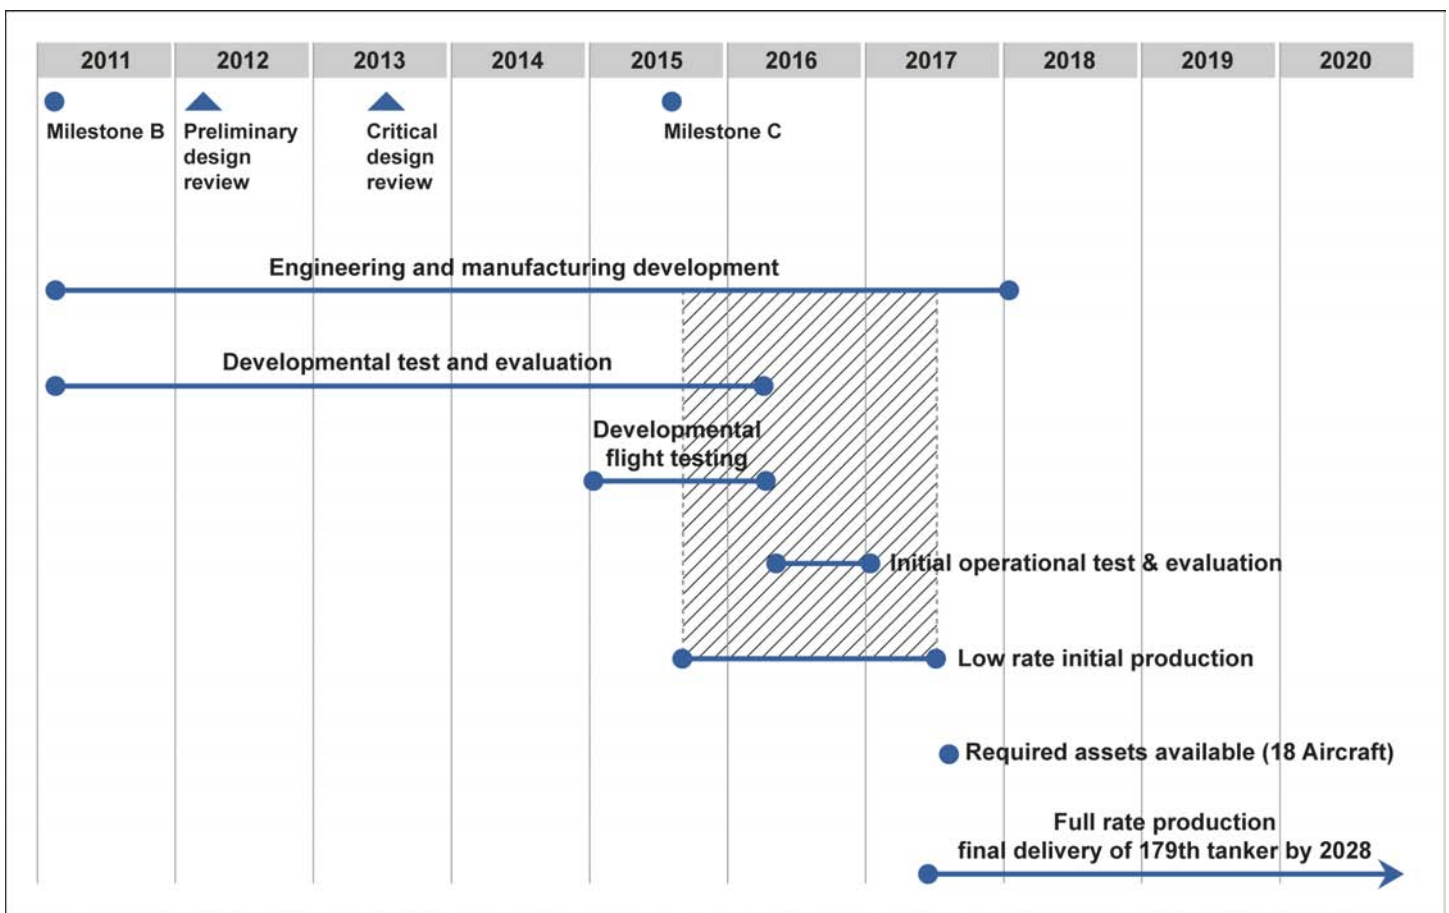 2011 2012 2013 2014 2015 2016 2017 2018 2019 2020
Milestone B
Preliminary
design
review
Critical
design
review
Milestone C
Engineering and manufacturing development
Developmental test and evaluation
Developmental
flight testing
Initial operational test & evaluation
Low rate initial production
Required assets available (18 Aircraft)
Full rate production
final delivery of 179th tanker by 2028